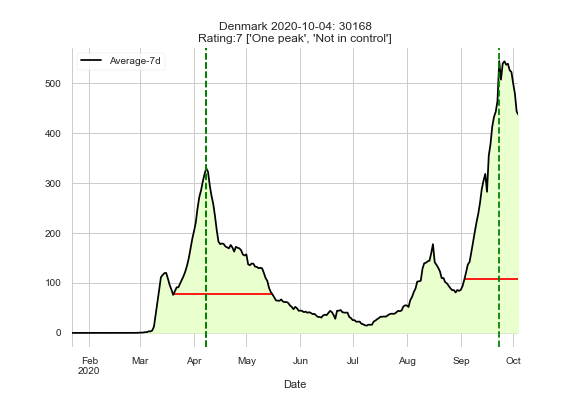 Denmark 2020-10-04: 30168
Rating:7 ['One peak', 'Not in control']
Average-7d
500
400
300
200
100
0
Feb Mar Apr May Jun Jul Aug Sep Oct
2020
Date